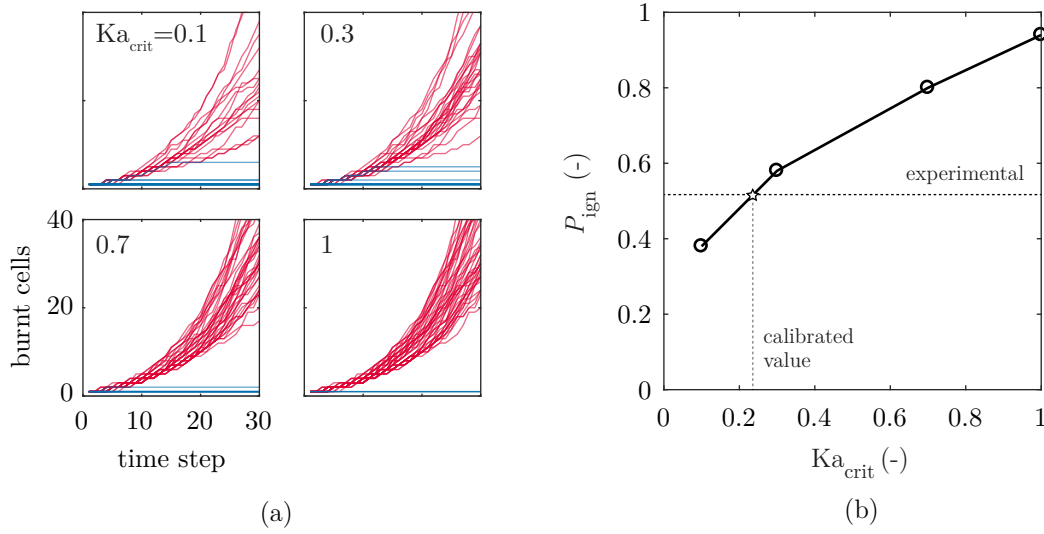 Ka_crit=0.1
0.3
0.7
1
40
20
0
0
10
20
30
burnt cells
time step
(a)
1
0.8
0.6
0.4
0.2
0
P_ign (-)
experimental
calibrated
value
0
0.2
0.4
0.6
0.8
1
Ka_crit (-)
(b)